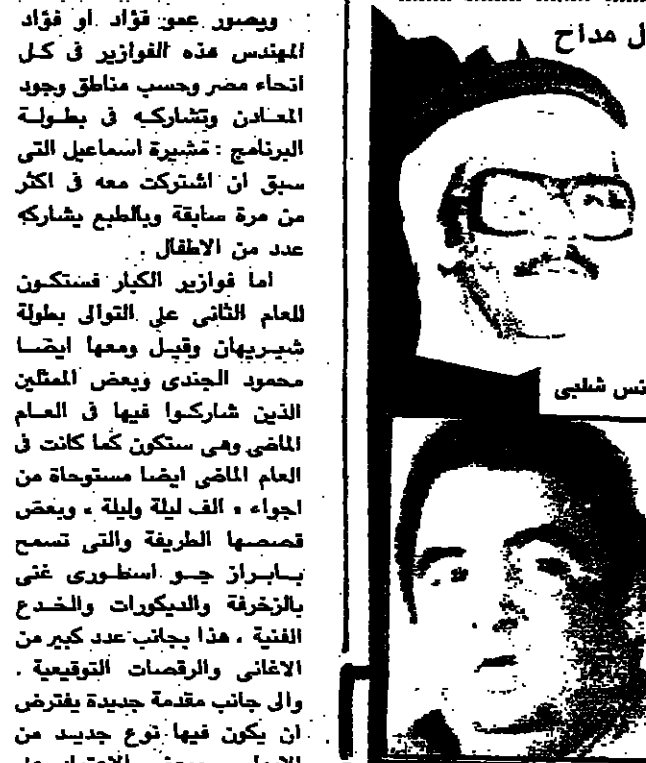 ويصور عمو قؤاد او فؤاد
المهندس هذه الفوازير فى كل
انحاء مصر وحسب مناطق وجود
المعادن وتشاركه فى بطولة
البرنامج : مشيرة اسماعيل التى
سبق ان اشتركت معه فى اكثر
من مرة سابقة وبالطبع يشاركه
عدد من الاطفال .
اما فوازير الكبار فستكون
للعام الثانى على التوالى بطولة
شيريهان وقيل ومعها ايضا
محمود الجندى وبعض الممثلين
الذين شاركوا فيها فى العام
الماضى وهى ستكون كما كانت فى
العام الماضى ايضا مستوحاة من
اجواء « الف ليلة وليلة » وبعض
قصصها الطريفة والتى تسمح
بابراز جو اسطورى غنى
بالزخرفة والديكورات والخدع
الفنية ، هذا بجانب عدد كبير من
الاغانى والرقصات التوقيعية .
والى جانب مقدمة جديدة يفترض
ان يكون فيها نوع جديد من
ل مداح
نس شلبى